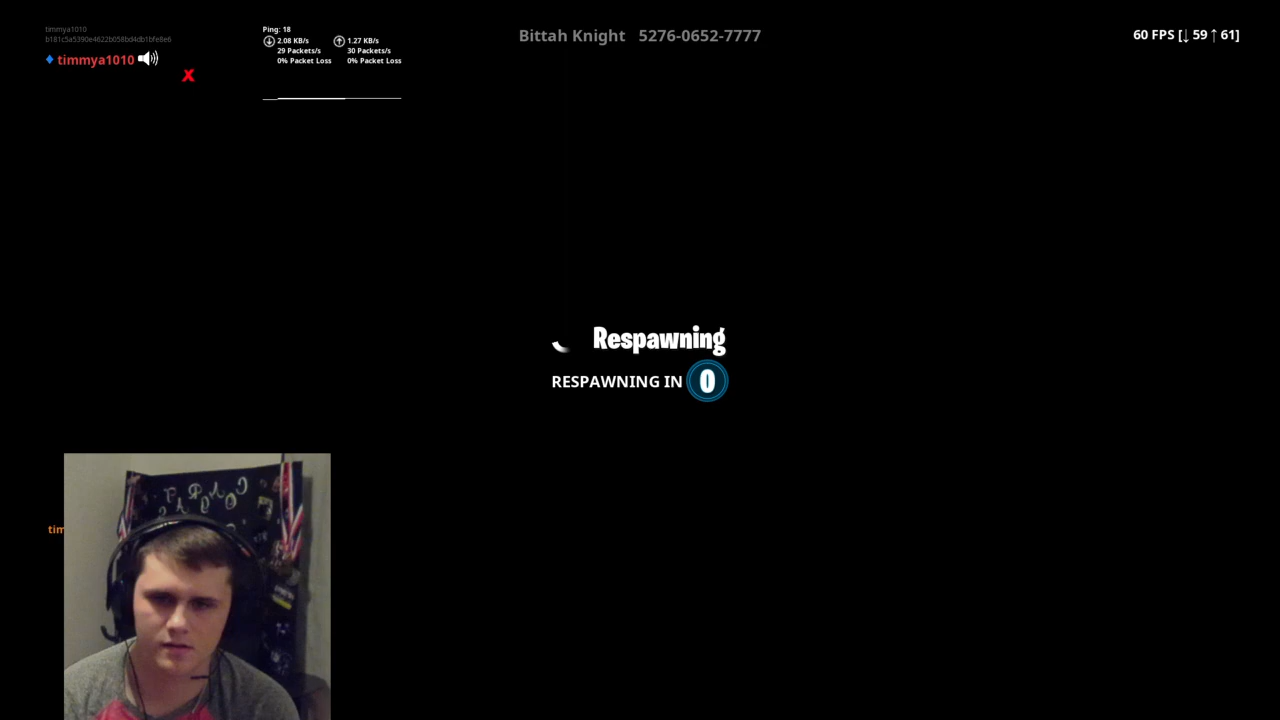 timmya1010
b181c5a5390e4622b058bd4db1bfe8e6
timmya1010
X
Ping: 18
2.08 KB/s 1.27 KB/s
29 Packets/s 30 Packets/s
0% Packet Loss 0% Packet Loss
Bittah Knight 5276-0652-7777
60 FPS [↓ 59 ↑ 61]
Respawning
RESPAWNING IN 0
tim